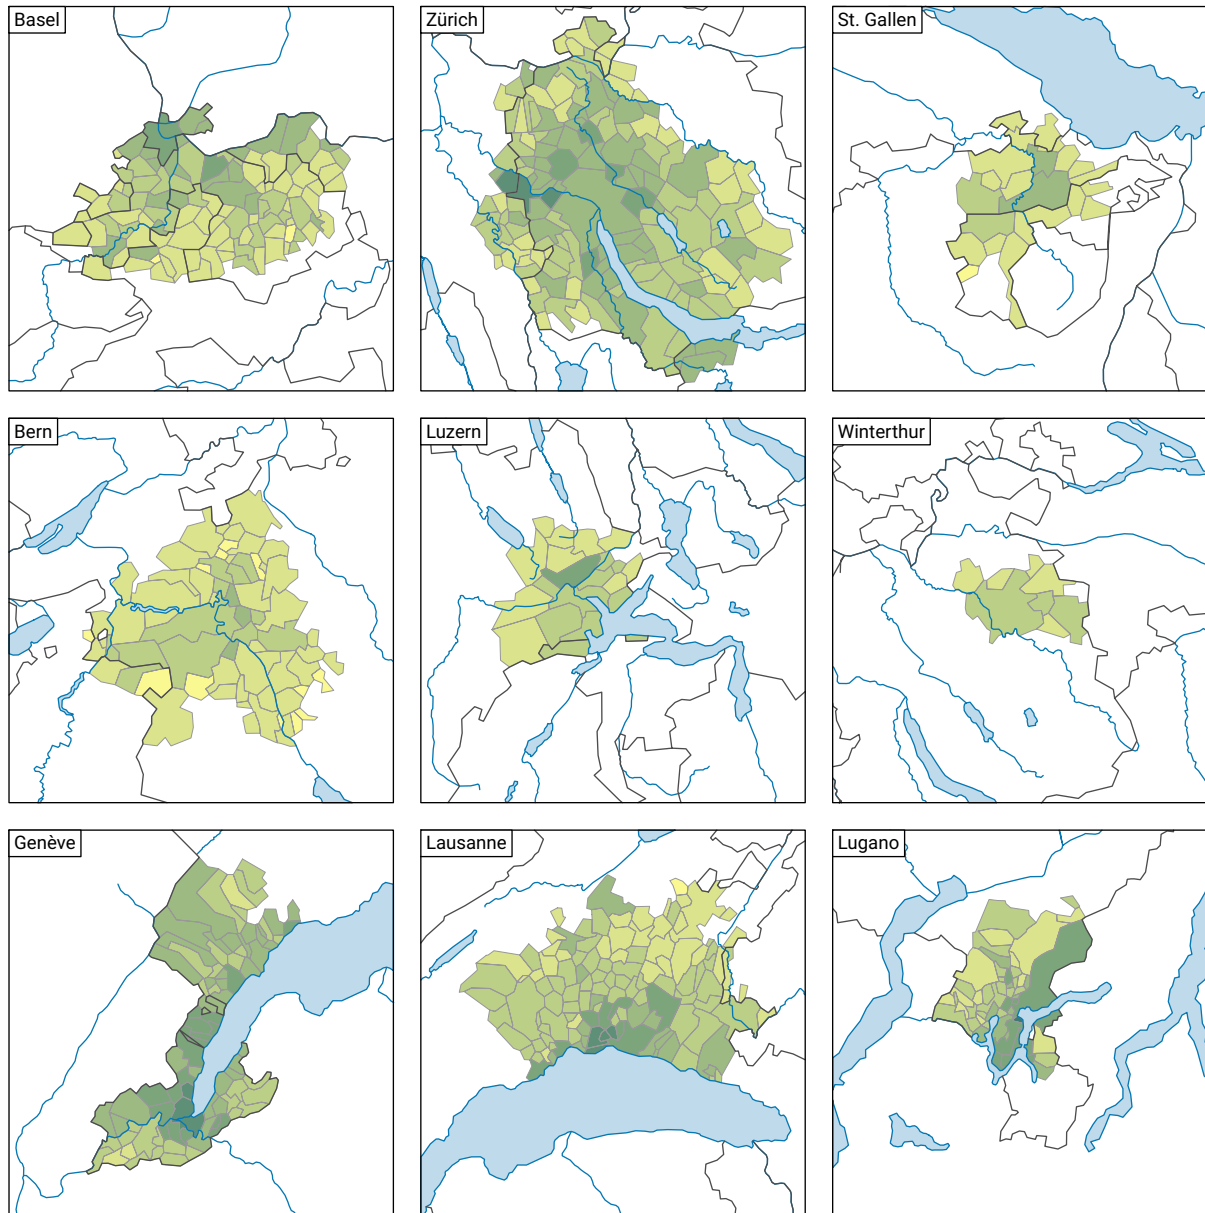 Basel
Zürich
St. Gallen
Bern
Luzern
Winterthur
Genève
Lausanne
Lugano